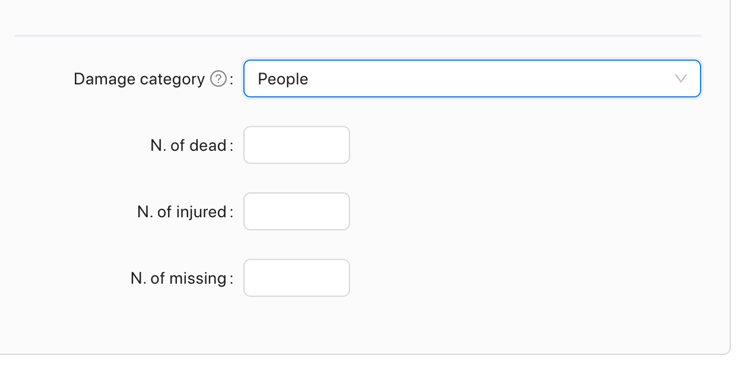 Damage category ? : People
N. of dead :
N. of injured :
N. of missing :